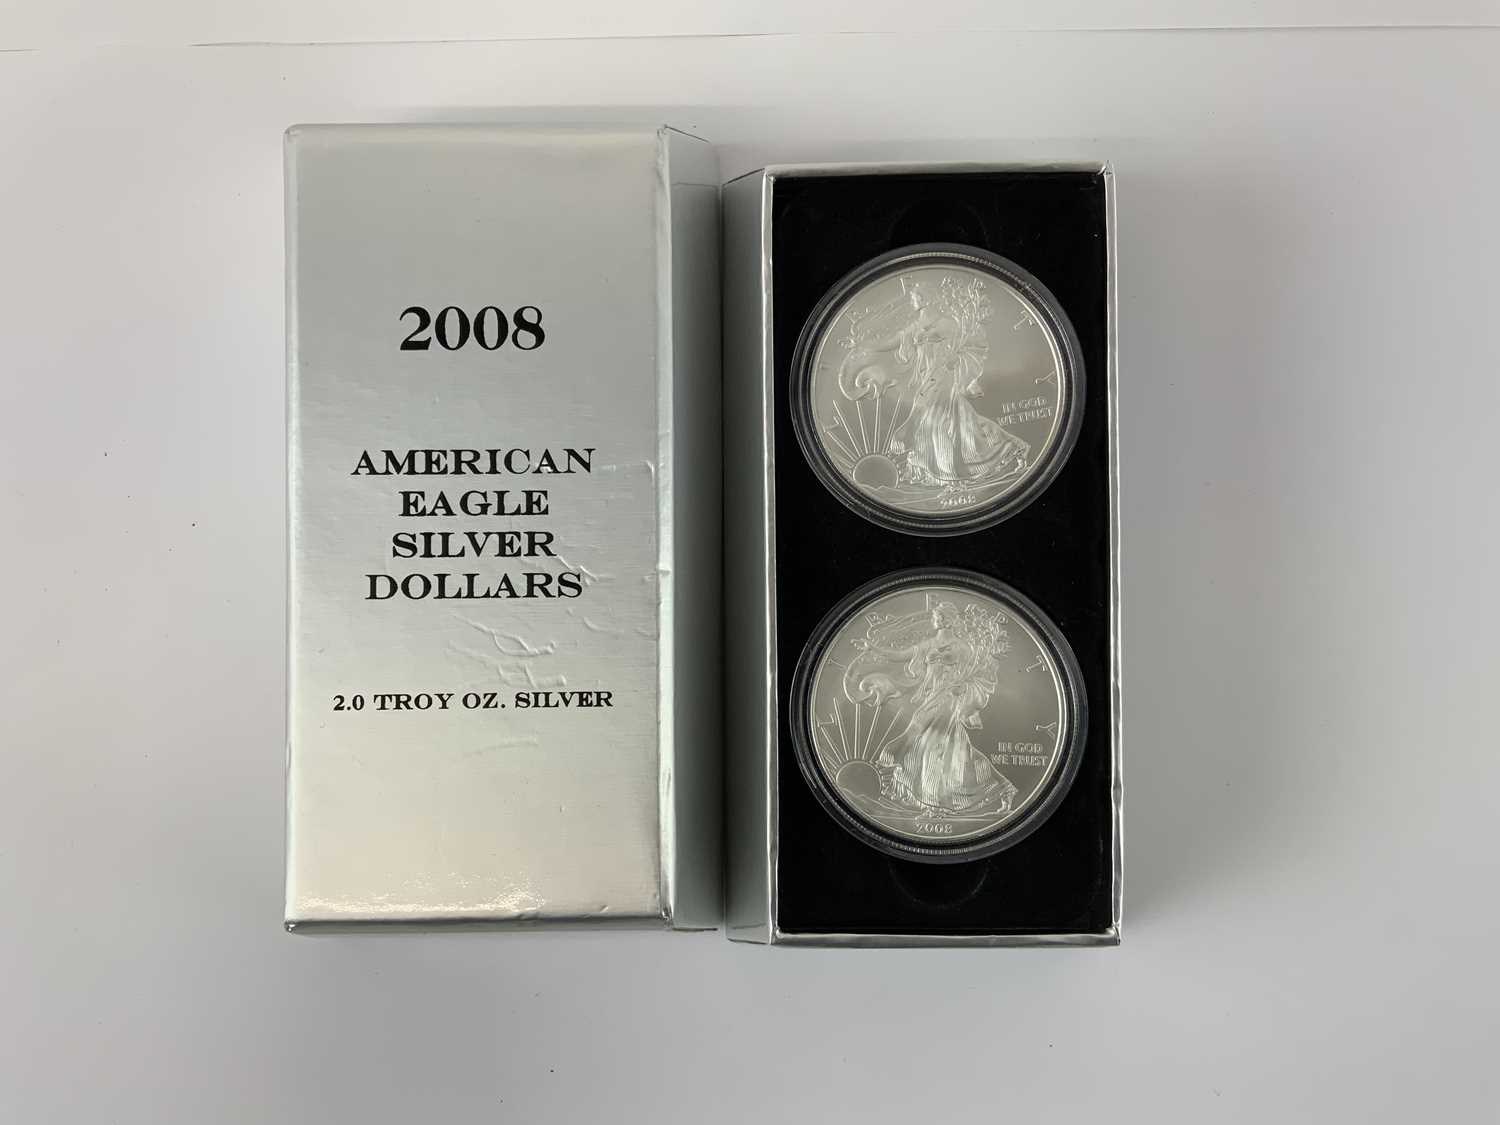 2008
AMERICAN
EAGLE
SILVER
DOLLARS
2.0 TROY OZ. SILVER
LIBERTY
IN GOD
WE TRUST
2008
LIBERTY
IN GOD
WE TRUST
2008